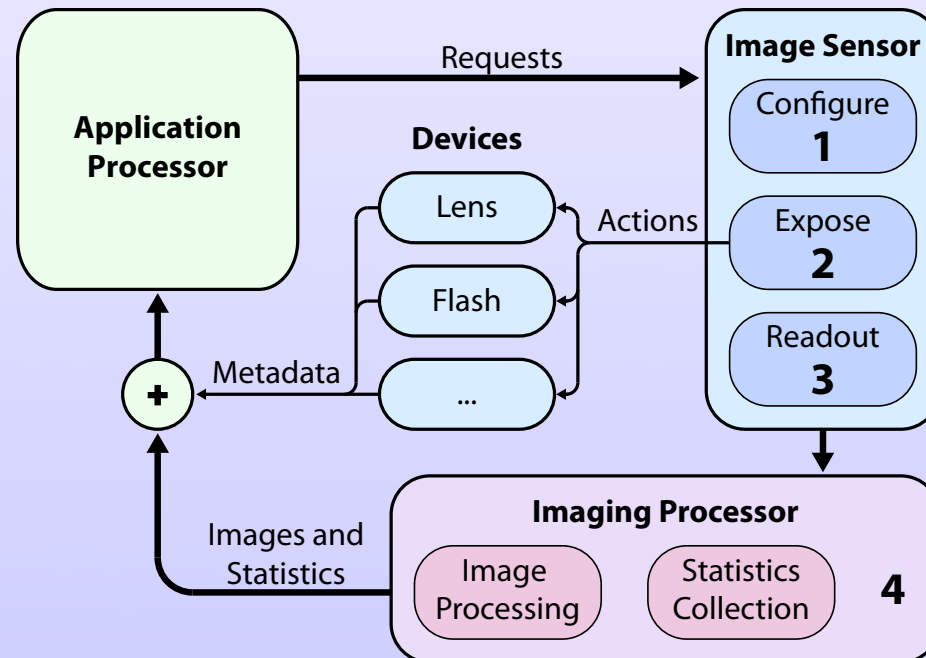 Application
Processor
Requests
Image Sensor
Configure
1
Expose
2
Readout
3
Devices
Lens
Flash
...
Actions
Metadata
+
Images and
Statistics
Imaging Processor
Image
Processing
Statistics
Collection
4